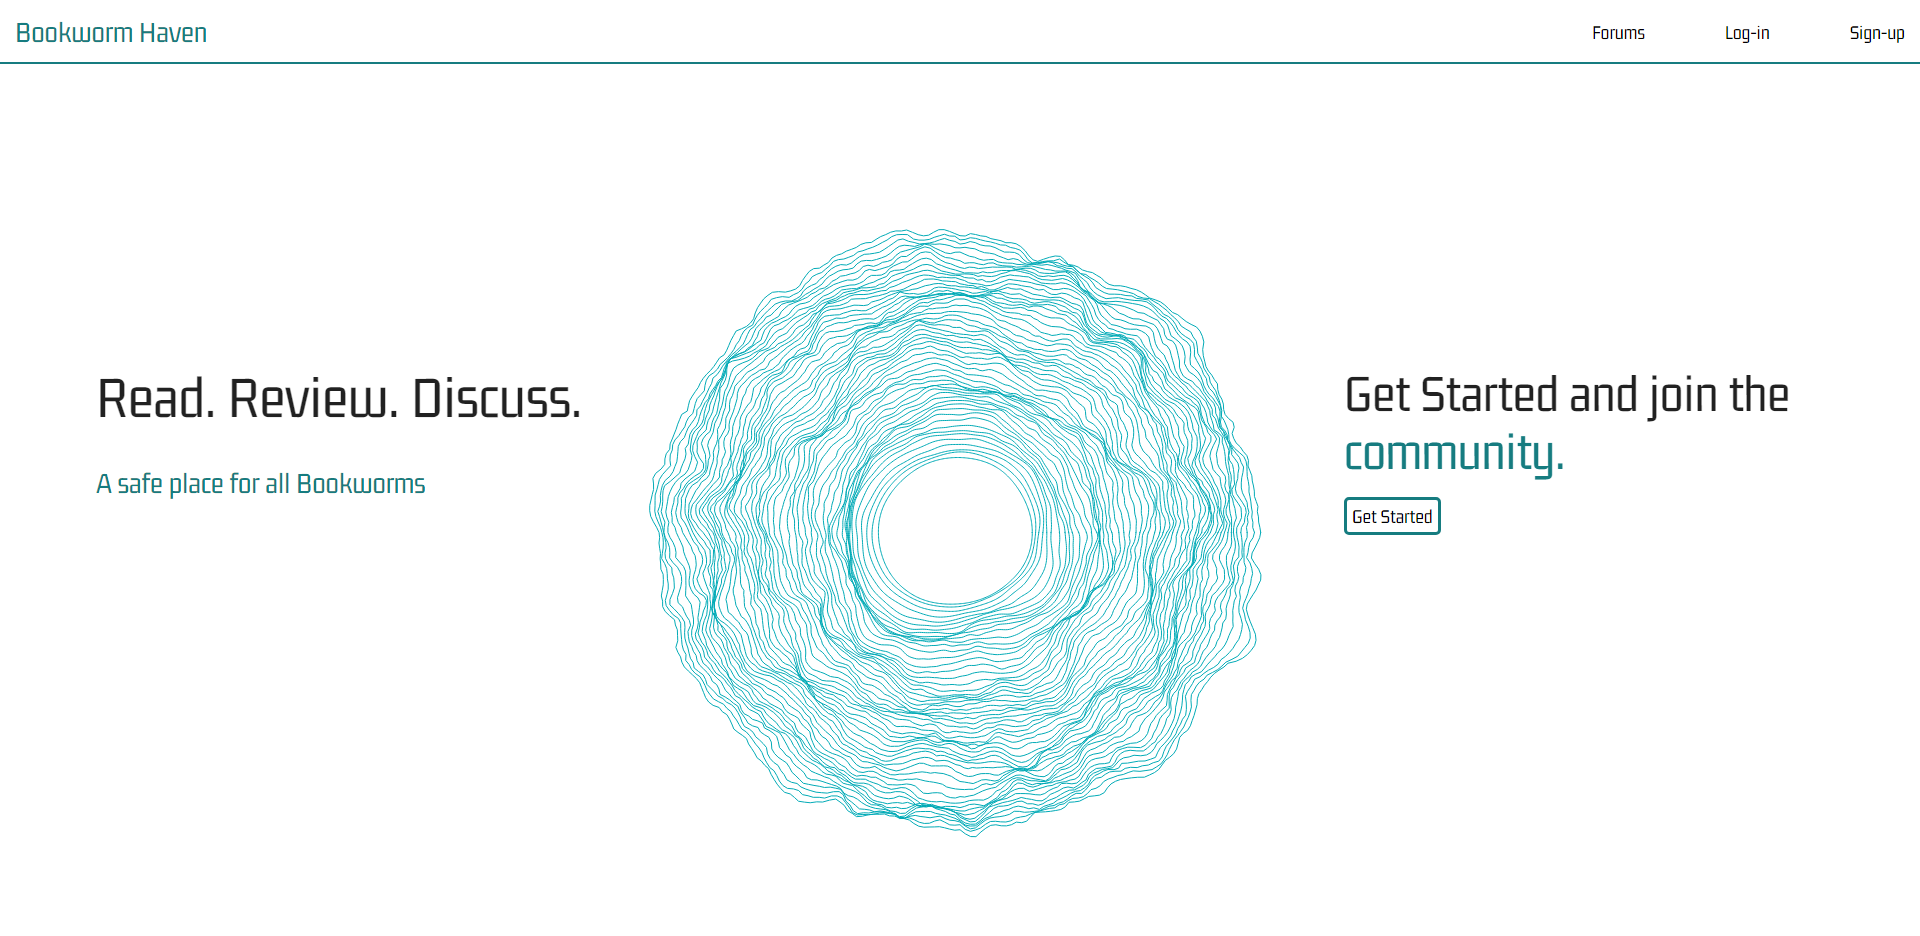 Bookworm Haven
Forums
Log-in
Sign-up
Read. Review. Discuss.
A safe place for all Bookworms
Get Started and join the
community.
Get Started